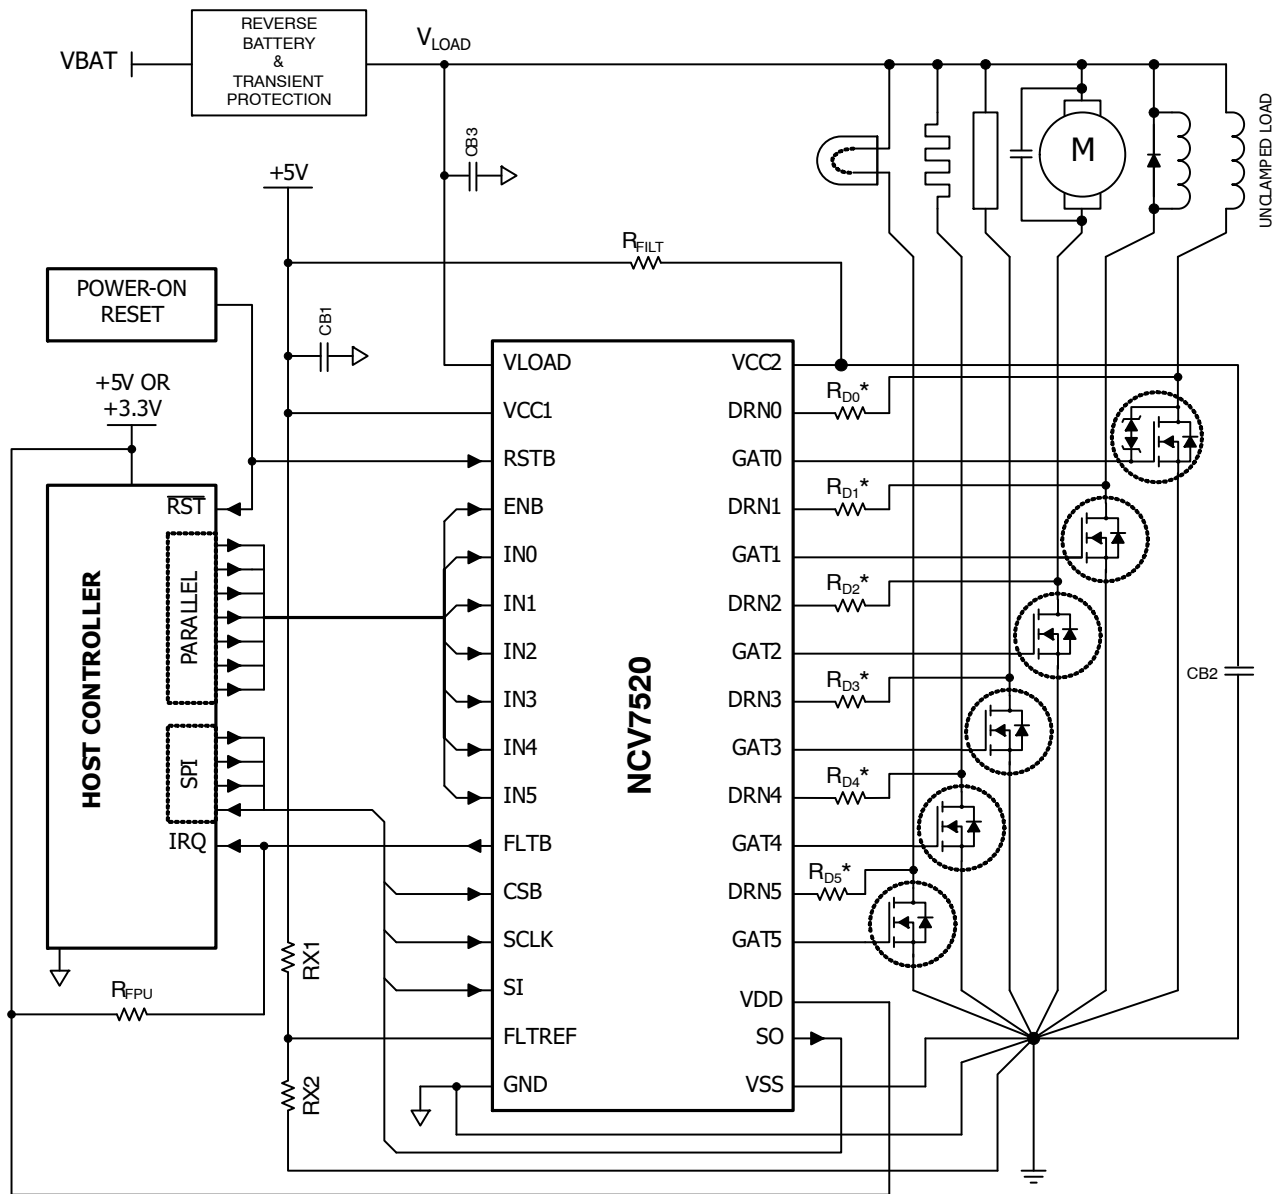 REVERSE
BATTERY
&
TRANSIENT
PROTECTION
VBAT
VLOAD
CB3
M
UNCLAMPED LOAD
+5V
RFILT
POWER-ON
RESET
CB1
+5V OR
+3.3V
HOST CONTROLLER
RST
PARALLEL
SPI
IRQ
RFPU
RX1
RX2
NCV7520
VLOAD
VCC1
RSTB
ENB
IN0
IN1
IN2
IN3
IN4
IN5
FLTB
CSB
SCLK
SI
FLTREF
GND
VCC2
DRN0
GAT0
DRN1
GAT1
DRN2
GAT2
DRN3
GAT3
DRN4
GAT4
DRN5
GAT5
VDD
SO
VSS
RD0*
RD1*
RD2*
RD3*
RD4*
RD5*
CB2